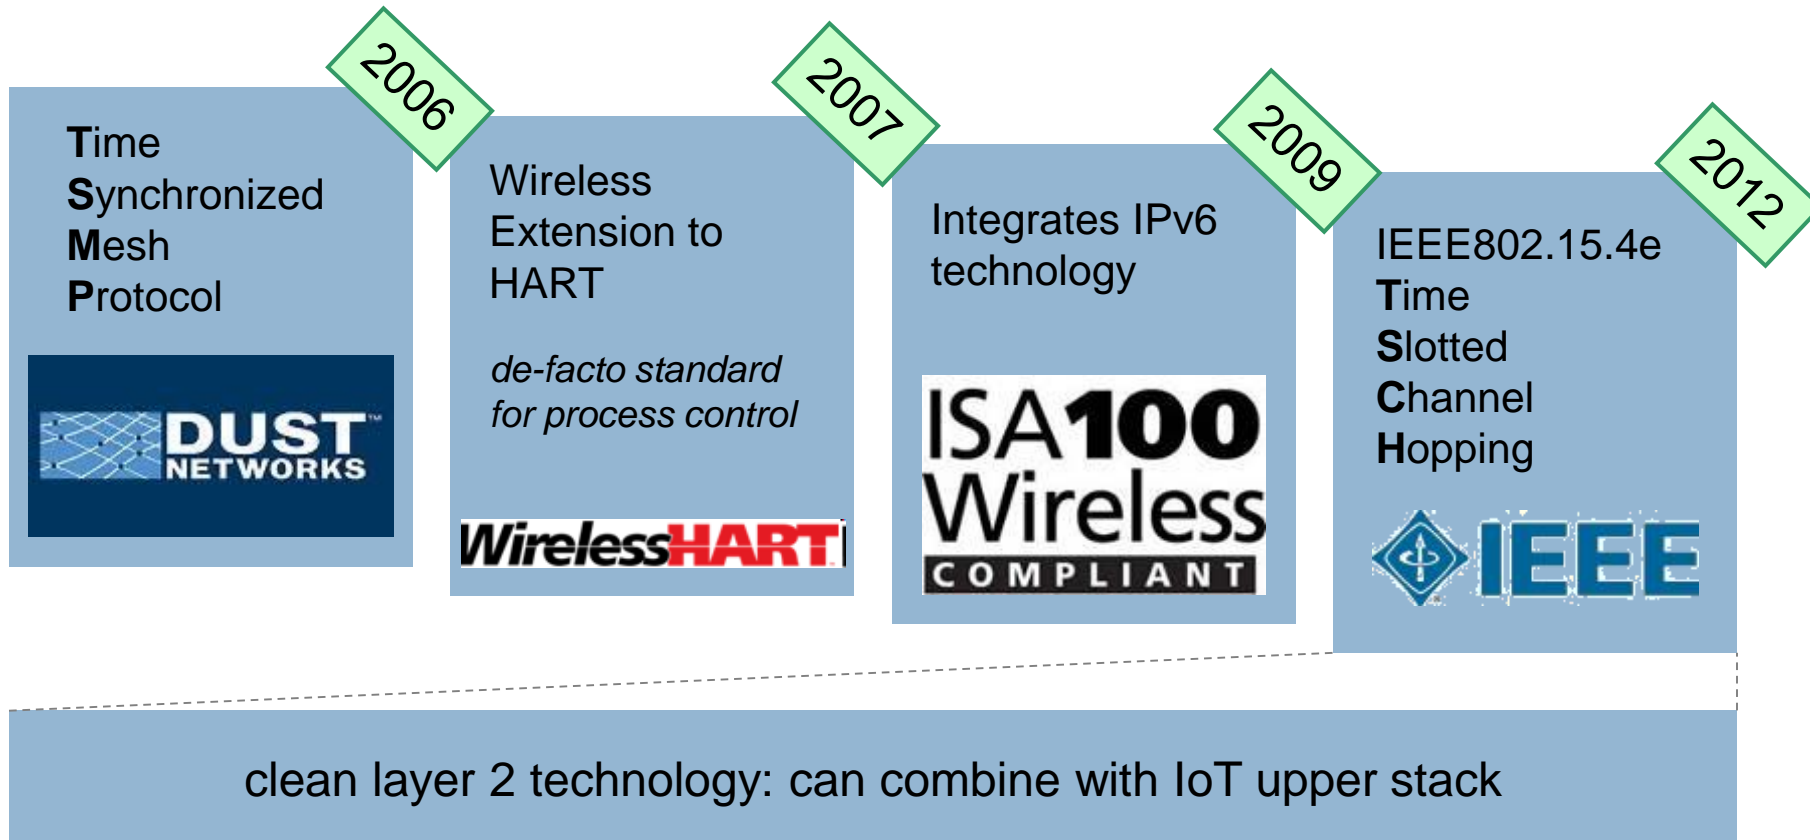 2006
Time
Synchronized
Mesh
Protocol
DUST™
NETWORKS
2007
Wireless
Extension to
HART
de-facto standard
for process control
WirelessHART
2009
Integrates IPv6
technology
ISA100
Wireless
COMPLIANT
2012
IEEE802.15.4e
Time
Slotted
Channel
Hopping
IEEE
clean layer 2 technology: can combine with IoT upper stack